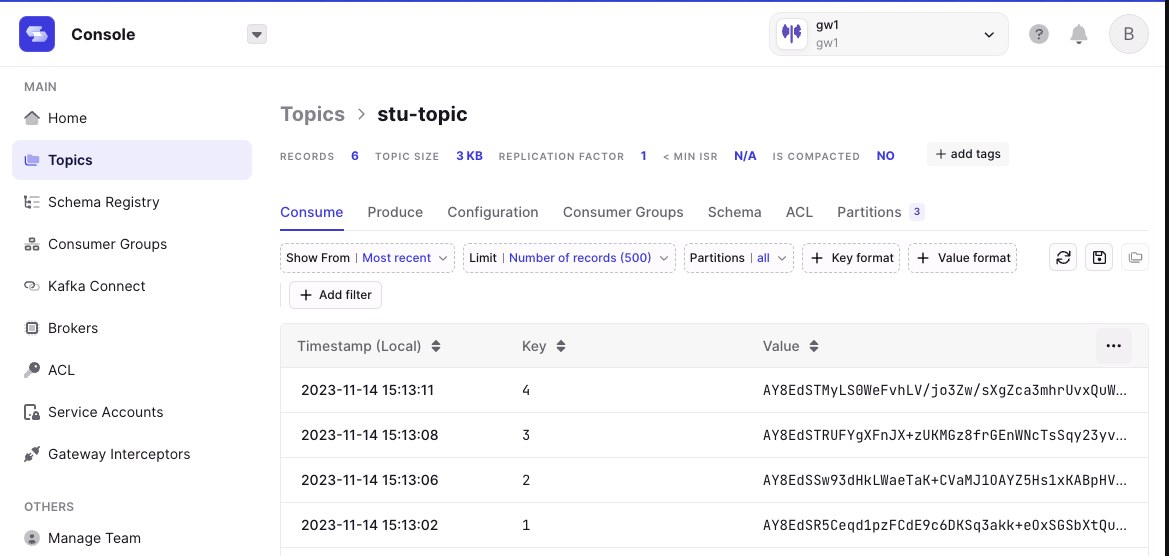 Console
gw1
gw1
?
B
MAIN
Home
Topics
Schema Registry
Consumer Groups
Kafka Connect
Brokers
ACL
Service Accounts
Gateway Interceptors
OTHERS
Manage Team
Topics > stu-topic
RECORDS 6 TOPIC SIZE 3 KB REPLICATION FACTOR 1 < MIN ISR N/A IS COMPACTED NO + add tags
Consume Produce Configuration Consumer Groups Schema ACL Partitions 3
Show From | Most recent Limit | Number of records (500) Partitions | all + Key format + Value format
+ Add filter
Timestamp (Local) Key Value ...
2023-11-14 15:13:11 4 AY8EdSTMyLS0WeFvhLV/jo3Zw/sXgZca3mhrUvxQuW...
2023-11-14 15:13:08 3 AY8EdSTRUFYgXFnJX+zUKMGz8frGEnWNcTsSqy23yv...
2023-11-14 15:13:06 2 AY8EdSSw93dHkLWaeTaK+CVaMJ1OAYZ5Hs1xKABpHV...
2023-11-14 15:13:02 1 AY8EdSR5Ceqd1pzFCdE9c6DKSq3akk+eOxSGSbXtQu...